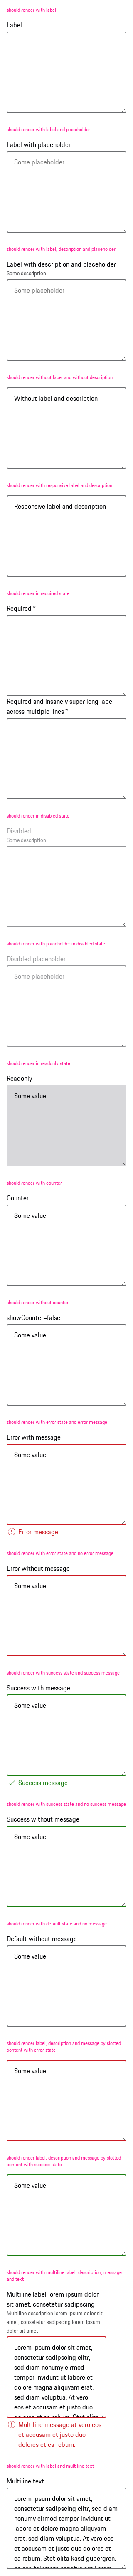 should render with label
Label
should render with label and placeholder
Label with placeholder
Some placeholder
should render with label, description and placeholder
Label with description and placeholder
Some description
Some placeholder
should render without label and without description
Without label and description
should render with responsive label and description
Responsive label and description
should render in required state
Required *
Required and insanely super long label
across multiple lines *
should render in disabled state
Disabled
Some description
should render with placeholder in disabled state
Disabled placeholder
Some placeholder
should render in readonly state
Readonly
Some value
should render with counter
Counter
Some value
should render without counter
showCounter=false
Some value
should render with error state and error message
Error with message
Some value
Error message
should render with error state and no error message
Error without message
Some value
should render with success state and success message
Success with message
Some value
Success message
should render with success state and no success message
Success without message
Some value
should render with default state and no message
Default without message
Some value
should render label, description and message by slotted
content with error state
Some value
should render label, description and message by slotted
content with success state
Some value
should render with multiline label, description, message
and text
Multiline label lorem ipsum dolor
sit amet, consetetur sadipscing
Multiline description lorem ipsum dolor sit
amet, consetetur sadipscing lorem ipsum
dolor sit amet
Lorem ipsum dolor sit amet,
consetetur sadipscing elitr, sed
diam nonumy eirmod
tempor invidunt ut labore et
dolore magna aliquyam erat,
sed diam voluptua. At vero
eos et accusam et justo duo
Multiline message at vero eos
et accusam et justo duo
dolores et ea rebum.
should render with label and multiline text
Multiline text
Lorem ipsum dolor sit amet,
consetetur sadipscing elitr, sed diam
nonumy eirmod tempor invidunt ut
labore et dolore magna aliquyam
erat, sed diam voluptua. At vero eos
et accusam et justo duo dolores et
ea rebum. Stet clita kasd gubergren,